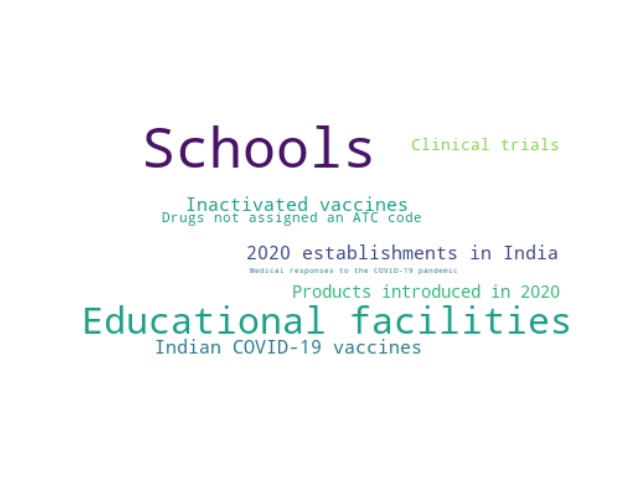 Schools
Clinical trials
Inactivated vaccines
Drugs not assigned an ATC code
2020 establishments in India
Medical responses to the COVID-19 pandemic
Products introduced in 2020
Educational facilities
Indian COVID-19 vaccines